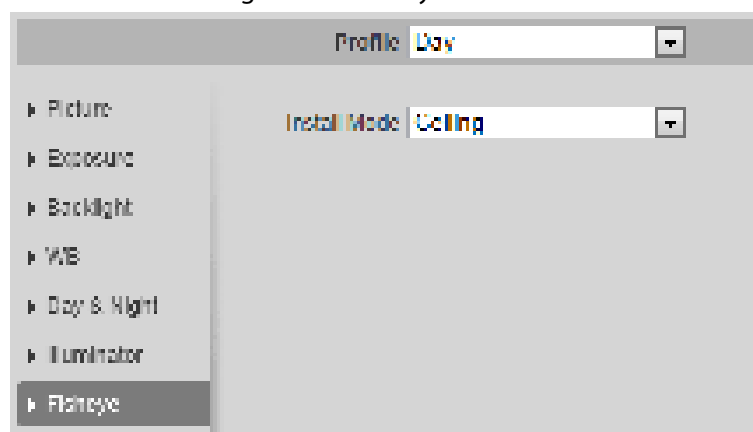 Profile Day
Picture
Install Mode Ceiling
Exposure
Backlight
WB
Day & Night
Illuminator
Fisheye